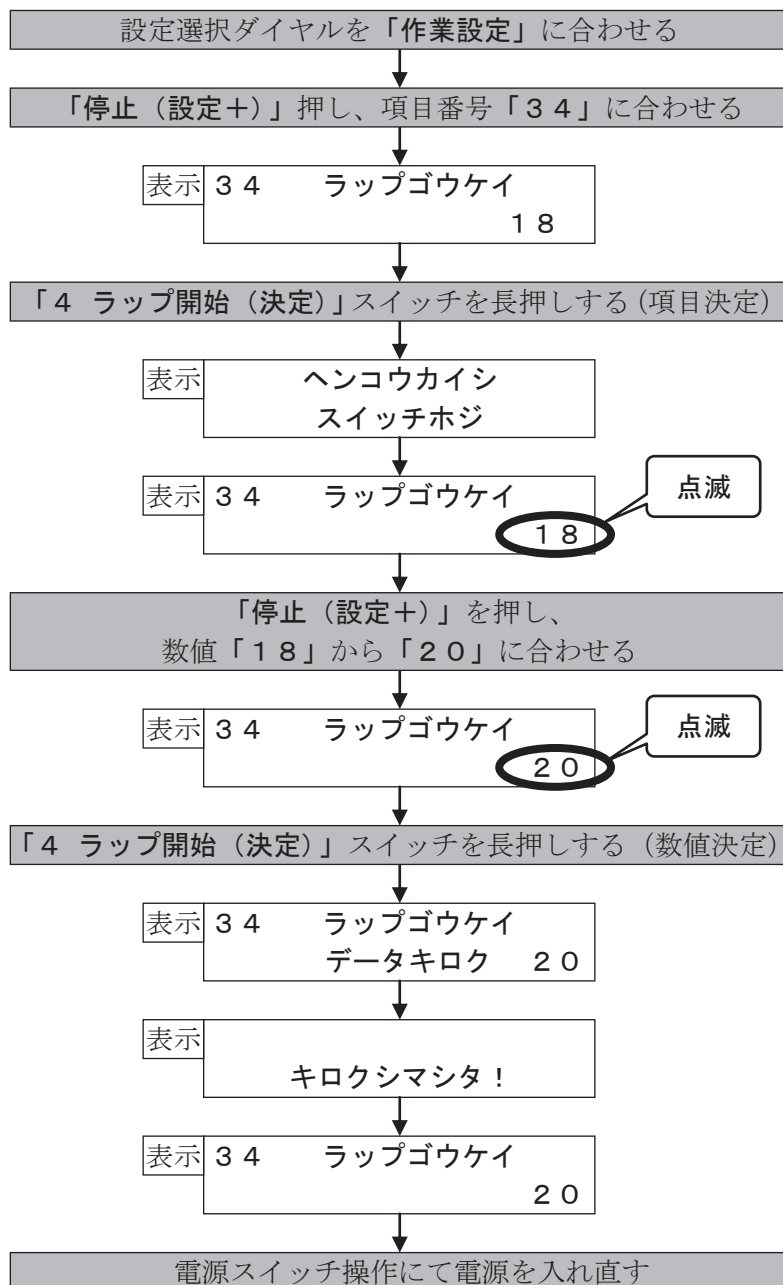 設定選択ダイヤルを「作業設定」に合わせる
「停止（設定＋）」押し、項目番号「３４」に合わせる
表示 ３４　ラップゴウケイ
１８
「４ ラップ開始（決定）」スイッチを長押しする（項目決定）
表示 ヘンコウカイシ
スイッチホジ
表示 ３４　ラップゴウケイ
１８
点滅
「停止（設定＋）」を押し、
数値「１８」から「２０」に合わせる
表示 ３４　ラップゴウケイ
２０
点滅
「４ ラップ開始（決定）」スイッチを長押しする（数値決定）
表示 ３４　ラップゴウケイ
データキロク　２０
表示
キロクシマシタ！
表示 ３４　ラップゴウケイ
２０
電源スイッチ操作にて電源を入れ直す